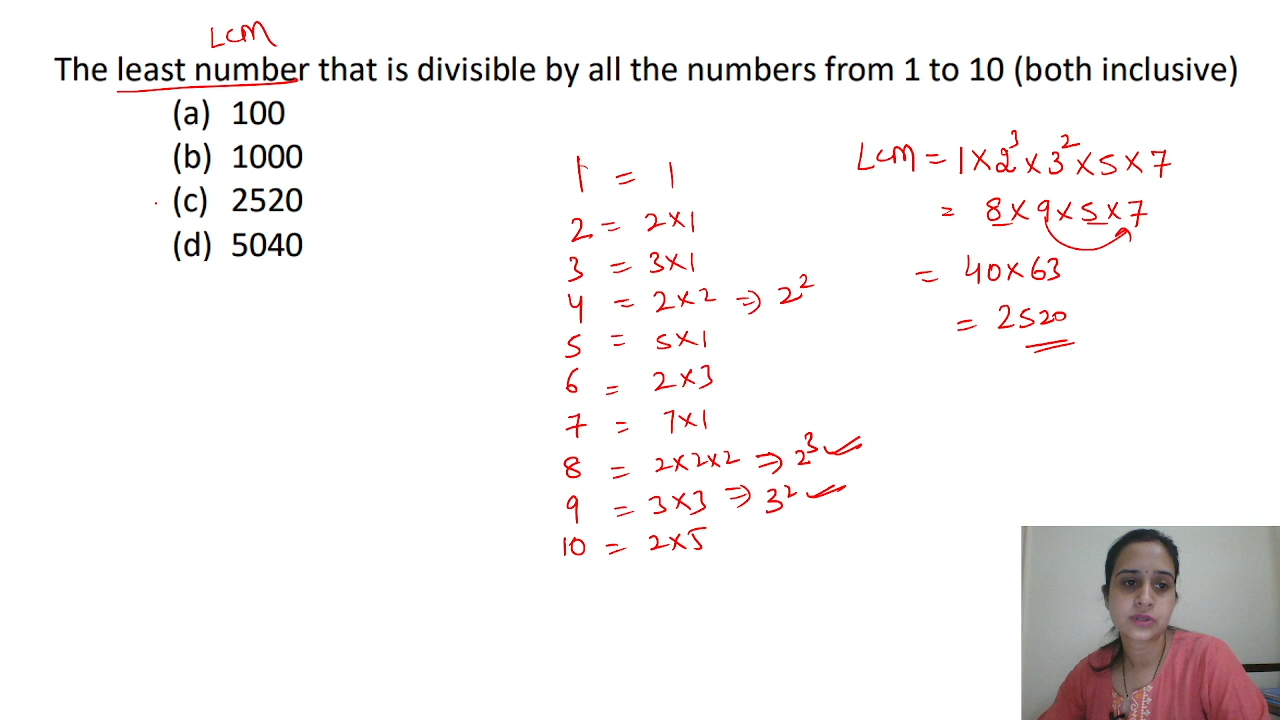 LCM
The least number that is divisible by all the numbers from 1 to 10 (both inclusive)
(a) 100
(b) 1000
(c) 2520
(d) 5040
1 = 1
2 = 2×1
3 = 3×1
4 = 2×2 ⇒ 2²
5 = 5×1
6 = 2×3
7 = 7×1
8 = 2×2×2 ⇒ 2³ ✓
9 = 3×3 ⇒ 3² ✓
10 = 2×5
LCM = 1×2³×3²×5×7
= 8×9×5×7
= 40×63
= 2520